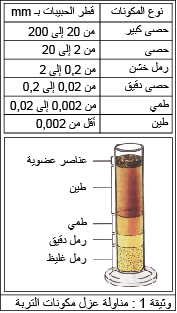 نوع المكونات	قطر الحبيبات بـ mm
حصى كبير	من 20 إلى 200
حصى	من 2 إلى 20
رمل خشن	من 0,2 إلى 2
حصى دقيق	من 0,02 إلى 0,2
طمي	من 0,002 إلى 0,02
طين	أقل من 0,002
عناصر عضوية
طين
طمي
رمل دقيق
رمل غليظ
وثيقة 1 : مناولة عزل مكونات التربة